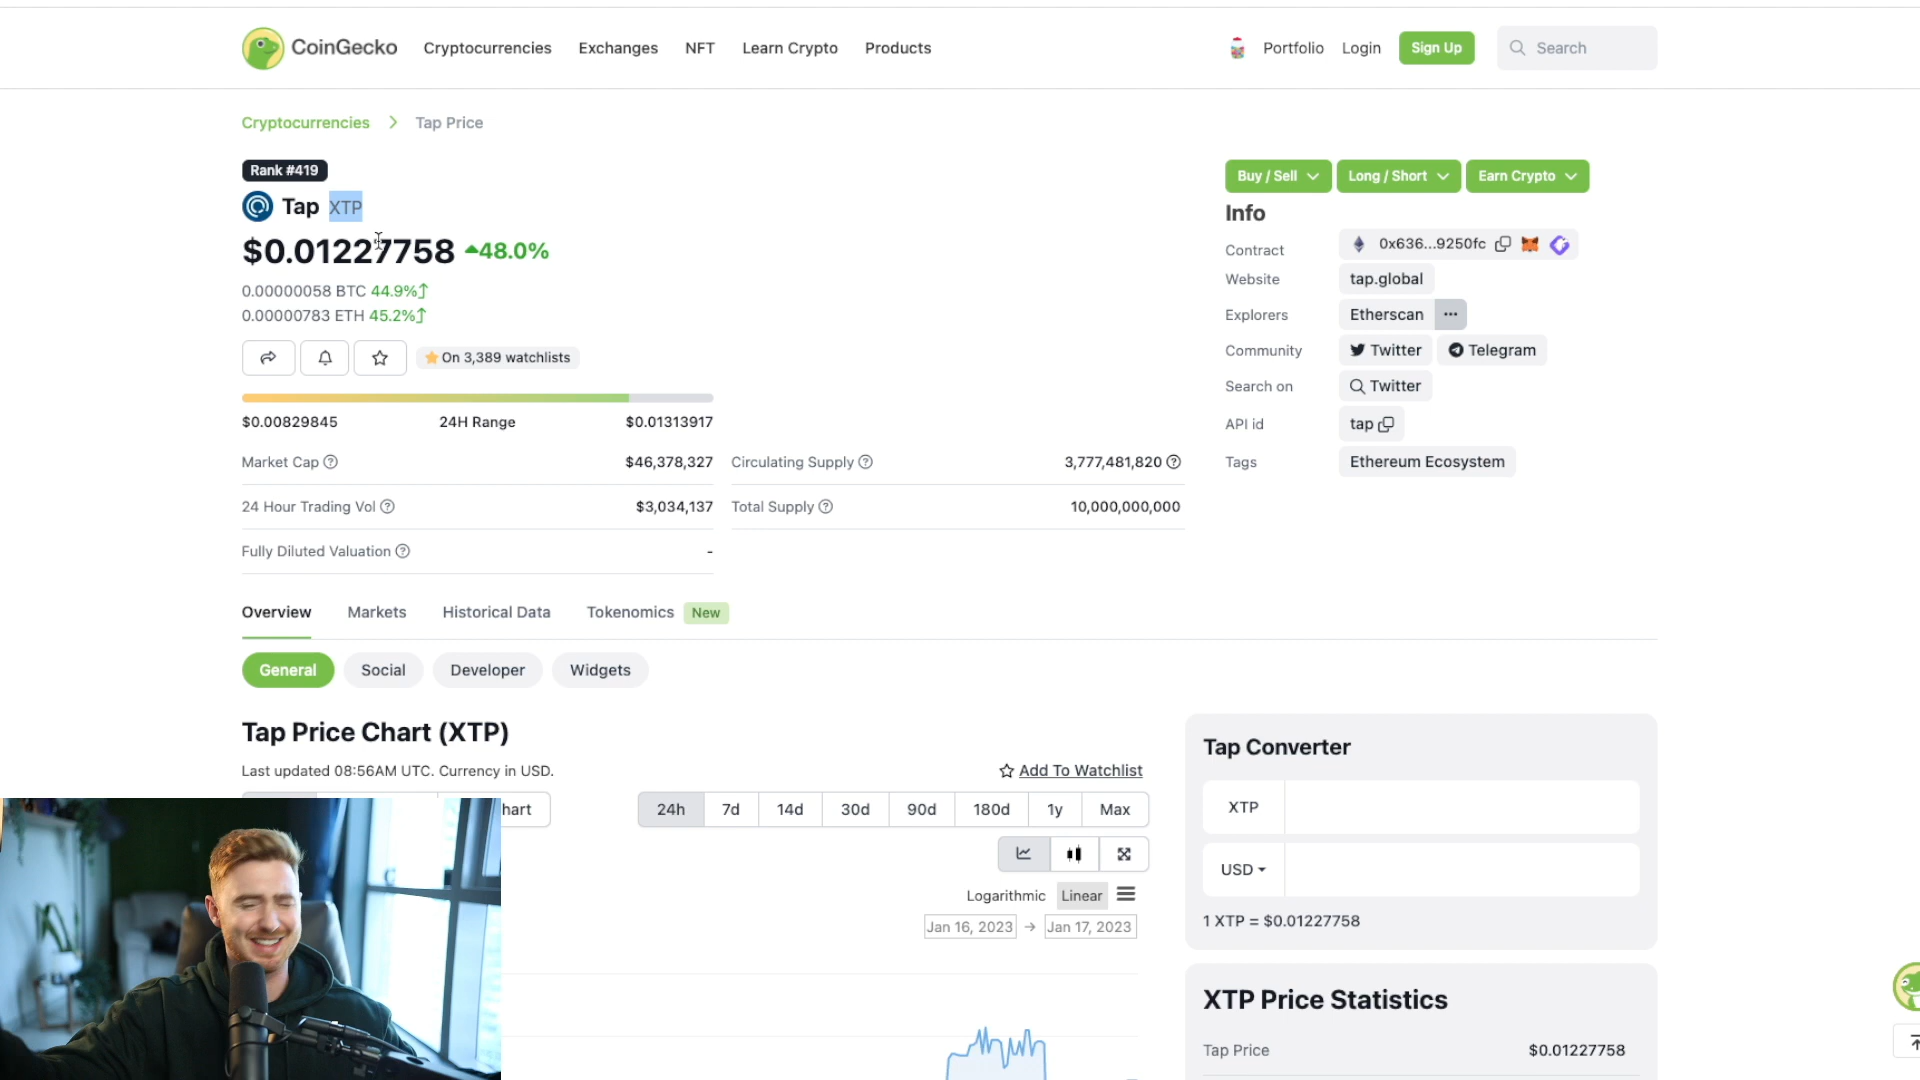 CoinGecko Cryptocurrencies Exchanges NFT Learn Crypto Products Portfolio Login Sign Up Search
Cryptocurrencies Tap Price
Rank #419
Tap XTP
$0.01227758 48.0%
0.00000058 BTC 44.9%
0.00000783 ETH 45.2%
On 3,389 watchlists
$0.00829845 24H Range $0.01313917
Market Cap $46,378,327
Circulating Supply 3,777,481,820
24 Hour Trading Vol $3,034,137
Total Supply 10,000,000,000
Fully Diluted Valuation -
Buy / Sell Long / Short Earn Crypto
Info
Contract 0x636...9250fc
Website tap.global
Explorers Etherscan ...
Community Twitter Telegram
Search on Twitter
API id tap
Tags Ethereum Ecosystem
Overview Markets Historical Data Tokenomics New
General Social Developer Widgets
Tap Price Chart (XTP)
Last updated 08:56AM UTC. Currency in USD.
Add To Watchlist
hart
24h 7d 14d 30d 90d 180d 1y Max
Logarithmic Linear
Jan 16, 2023 → Jan 17, 2023
Tap Converter
XTP
USD
1 XTP = $0.01227758
XTP Price Statistics
Tap Price $0.01227758